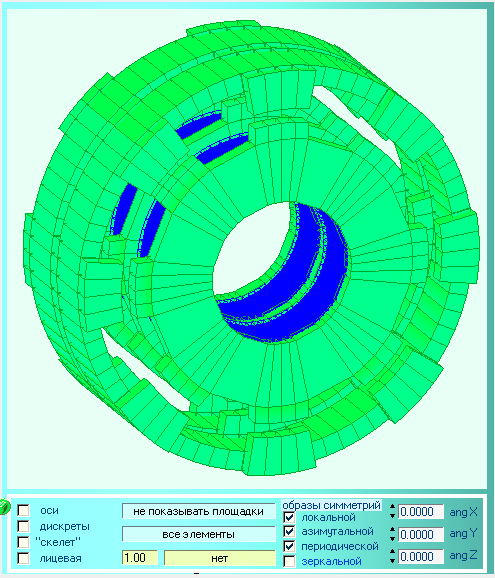 оси
не показывать площадки
образы симметрий
локальной
0.0000 ang X
дискреты
все элементы
азимутальной
0.0000 ang Y
"скелет"
периодической
лицевая
1.00
нет
зеркальной
0.0000 ang Z